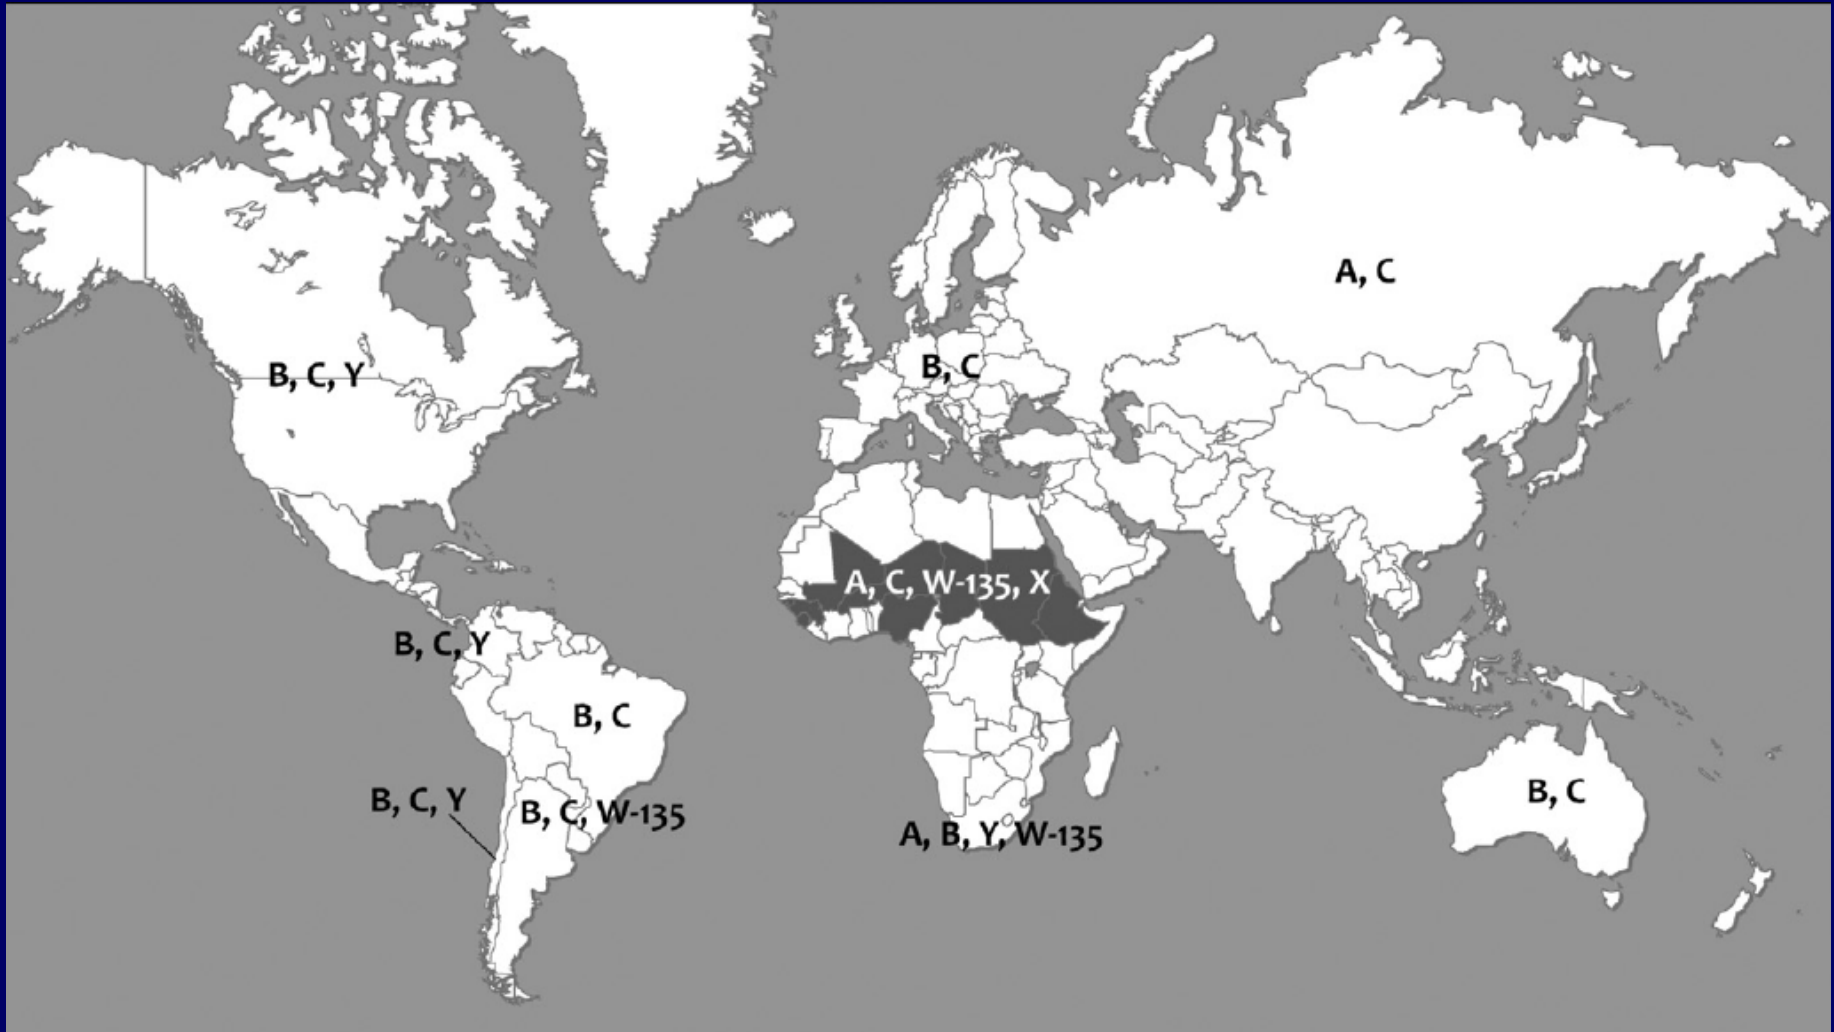 A, C
B, C
B, C, Y
A, C, W-135, X
B, C, Y
B, C
B, C, Y
B, C, W-135
A, B, Y, W-135
B, C